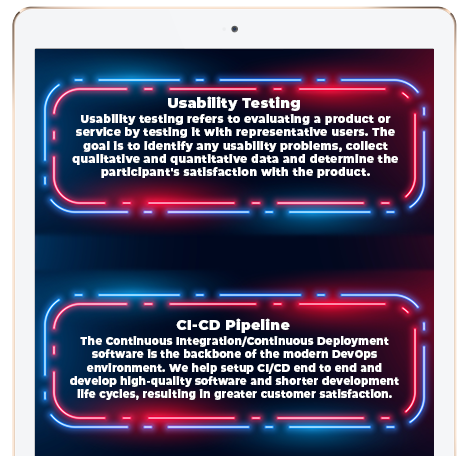 Usability Testing
Usability testing refers to evaluating a product or
service by testing it with representative users. The
goal is to identify any usability problems, collect
qualitative and quantitative data and determine the
participant's satisfaction with the product.
CI-CD Pipeline
The Continuous Integration/Continuous Deployment
software is the backbone of the modern DevOps
environment. We help setup CI/CD end to end and
develop high-quality software and shorter development
life cycles, resulting in greater customer satisfaction.